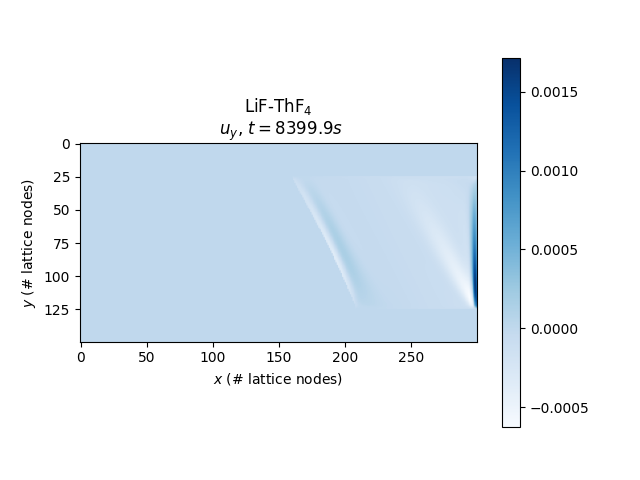 LiF-ThF₄
u_y, t = 8399.9s
0
25
50
75
100
125
y (# lattice nodes)
0 50 100 150 200 250
x (# lattice nodes)
0.0015
0.0010
0.0005
0.0000
−0.0005